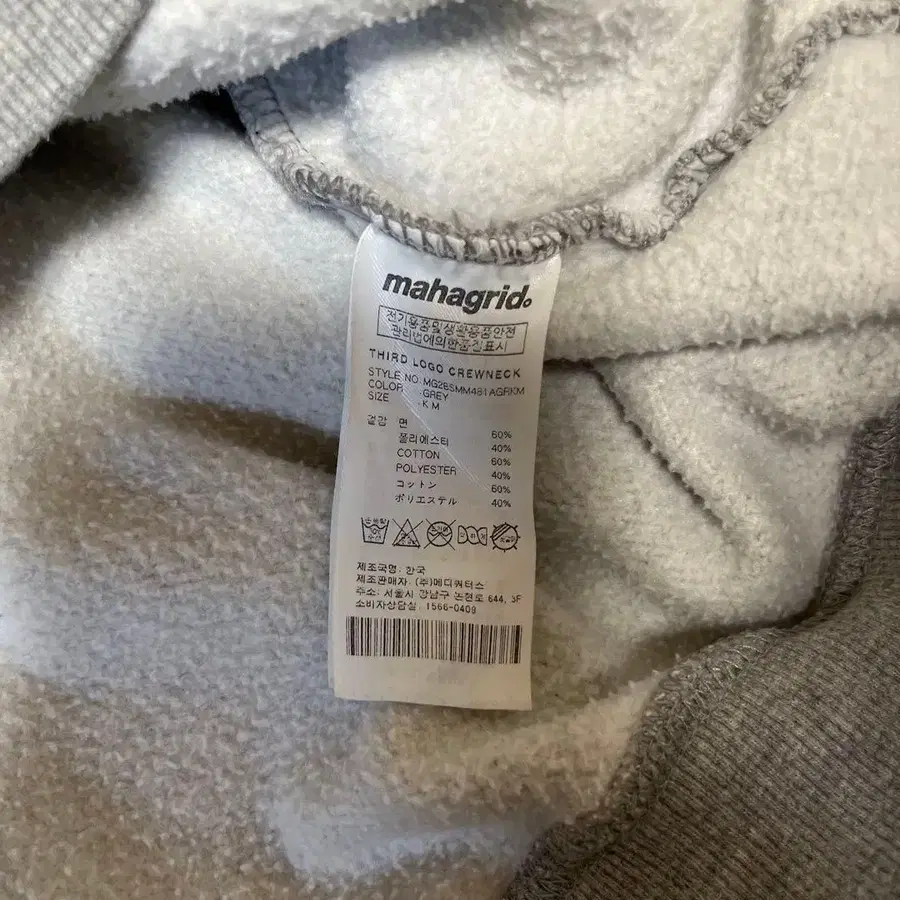 mahagrid
전기용품및생활용품안전
관리법에의한품질표시
THIRD LOGO CREWNECK
STYLE NO. MG2BSMM481AGRKM
COLOR :GREY
SIZE :KM
겉감 면 60%
폴리에스터 40%
COTTON 60%
POLYESTER 40%
コットン 60%
ポリエステル 40%
제조국명: 한국
제조판매자: (주)메디쿼터스
주소: 서울시 강남구 논현로 644, 3F
소비자상담실: 1566-0408